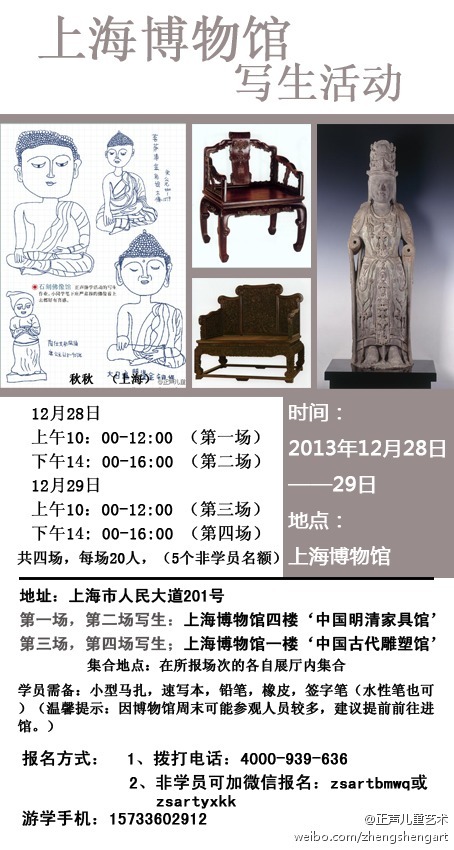 上海博物馆
写生活动
石刻佛像馆
秋秋 （上海）
@正声儿童
12月28日
上午10：00-12:00 （第一场）
下午14：00-16:00 （第二场）
12月29日
上午10：00-12:00 （第三场）
下午14：00-16:00 （第四场）
共四场，每场20人，（5个非学员名额）
时间：
2013年12月28日
——29日
地点：
上海博物馆
地址：上海市人民大道201号
第一场，第二场写生：上海博物馆四楼‘中国明清家具馆’
第三场，第四场写生；上海博物馆一楼‘中国古代雕塑馆’
集合地点：在所报场次的各自展厅内集合
学员需备：小型马扎，速写本，铅笔，橡皮，签字笔（水性笔也可
）（温馨提示：因博物馆周末可能参观人员较多，建议提前前往进
馆。）
报名方式： 1、拨打电话：4000-939-636
2、非学员可加微信报名：zsartbmwq或
zsartyxkk
游学手机：15733602912
@正声儿童艺术
weibo.com/zhengshengart